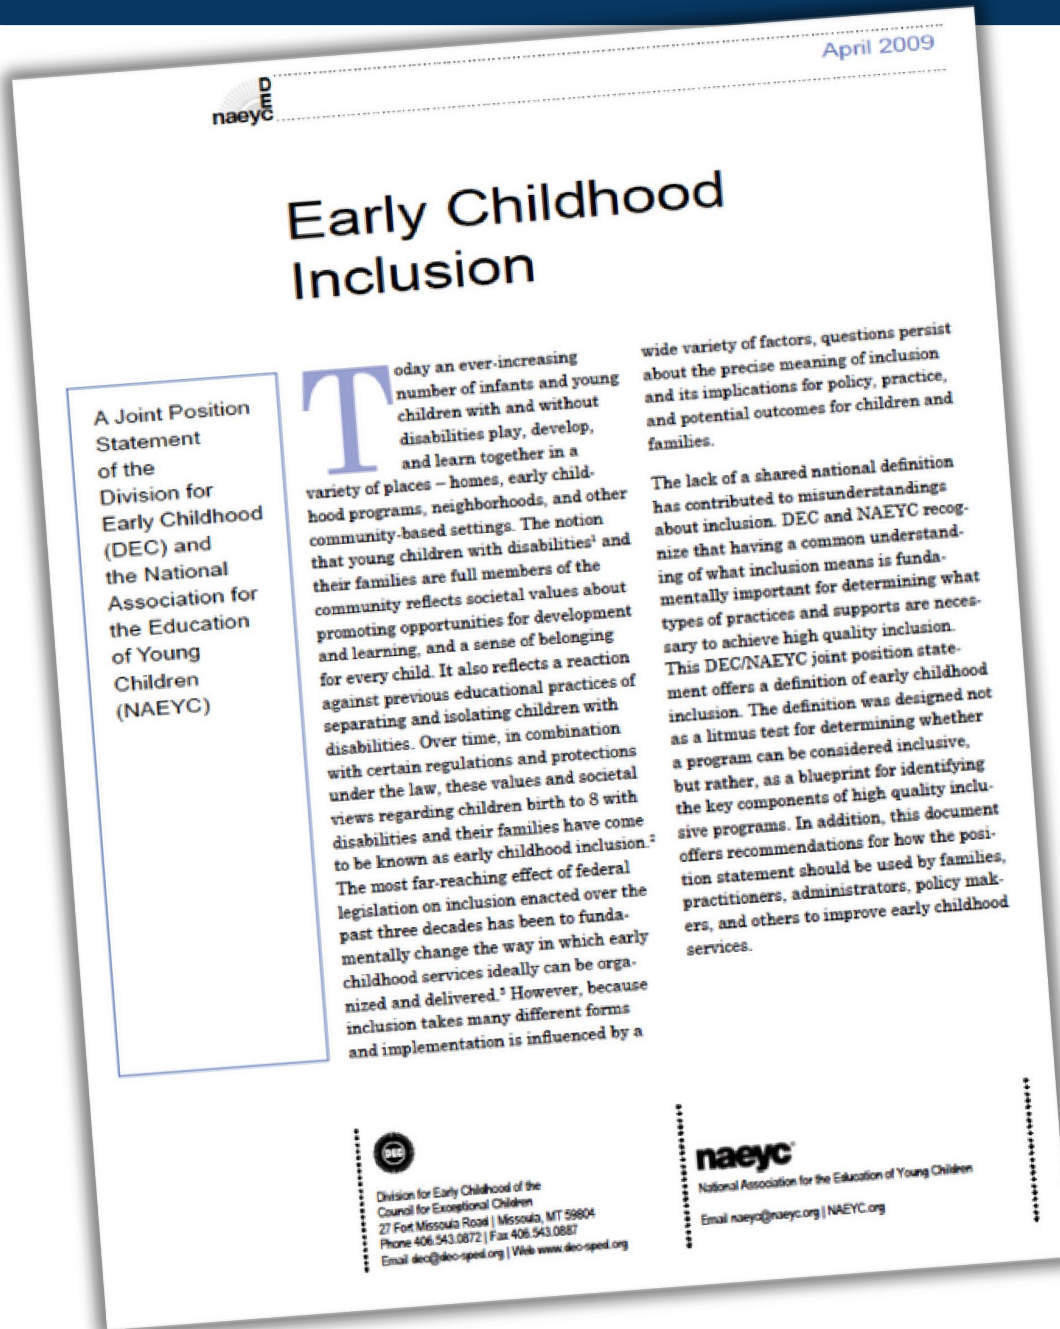 April 2009
DEC
naeyc
Early Childhood
Inclusion
A Joint Position
Statement
of the
Division for
Early Childhood
(DEC) and
the National
Association for
the Education
of Young
Children
(NAEYC)
Today an ever-increasing
number of infants and young
children with and without
disabilities play, develop,
and learn together in a
variety of places – homes, early child-
hood programs, neighborhoods, and other
community-based settings. The notion
that young children with disabilities¹ and
their families are full members of the
community reflects societal values about
promoting opportunities for development
and learning, and a sense of belonging
for every child. It also reflects a reaction
against previous educational practices of
separating and isolating children with
disabilities. Over time, in combination
with certain regulations and protections
under the law, these values and societal
views regarding children birth to 8 with
disabilities and their families have come
to be known as early childhood inclusion.²
The most far-reaching effect of federal
legislation on inclusion enacted over the
past three decades has been to funda-
mentally change the way in which early
childhood services ideally can be orga-
nized and delivered.³ However, because
inclusion takes many different forms
and implementation is influenced by a
wide variety of factors, questions persist
about the precise meaning of inclusion
and its implications for policy, practice,
and potential outcomes for children and
families.
The lack of a shared national definition
has contributed to misunderstandings
about inclusion. DEC and NAEYC recog-
nize that having a common understand-
ing of what inclusion means is funda-
mentally important for determining what
types of practices and supports are neces-
sary to achieve high quality inclusion.
This DEC/NAEYC joint position state-
ment offers a definition of early childhood
inclusion. The definition was designed not
as a litmus test for determining whether
a program can be considered inclusive,
but rather, as a blueprint for identifying
the key components of high quality inclu-
sive programs. In addition, this document
offers recommendations for how the posi-
tion statement should be used by families,
practitioners, administrators, policy mak-
ers, and others to improve early childhood
services.
DEC
Division for Early Childhood of the
Council for Exceptional Children
27 Fort Missoula Road | Missoula, MT 59804
Phone 406.543.0872 | Fax 406.543.0887
Email dec@dec-sped.org | Web www.dec-sped.org
naeyc
National Association for the Education of Young Children
Email naeyc@naeyc.org | NAEYC.org